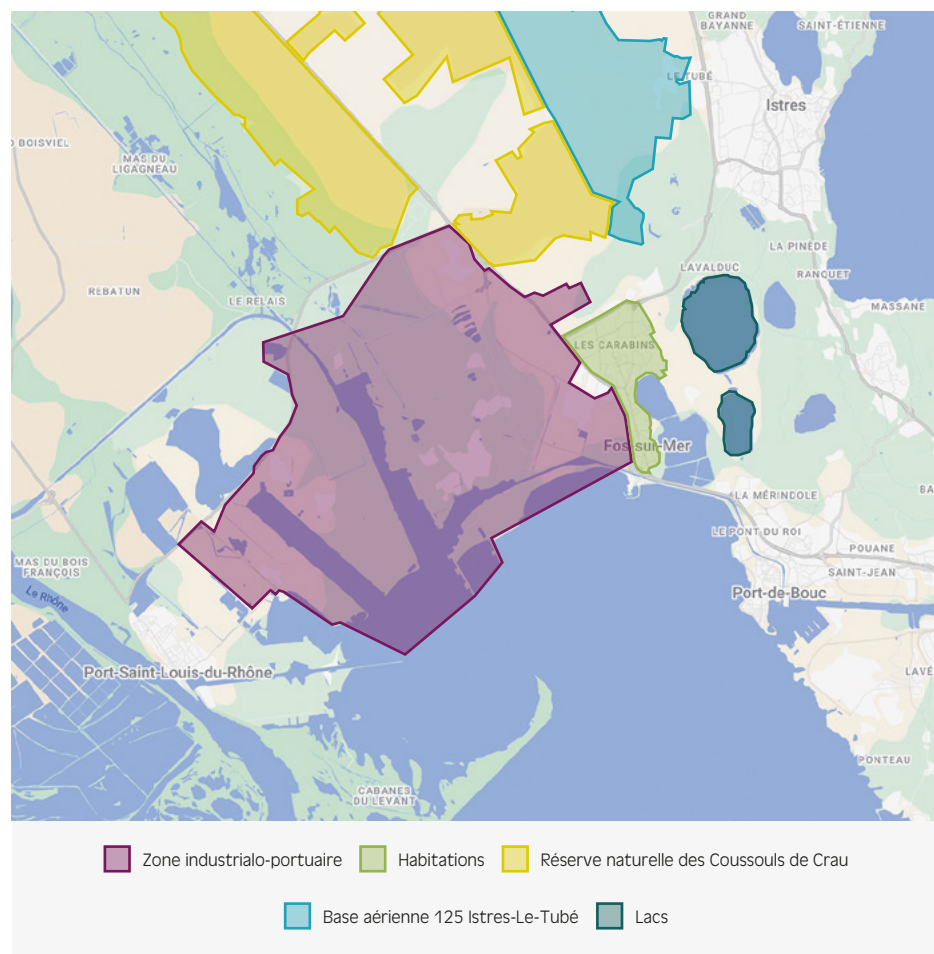 GRAND
BAYANNE
SAINT-ÉTIENNE
LE TUBÉ
Istres
D BOISVIEL
MAS DU
LIGAGNEAU
LA PINÈDE
LAVALDUC
RANQUET
REBATUN
LE RELAIS
MASSANE
LES CARABINS
Fos-sur-Mer
LA MÉRINDOLE
BA
LE PONT DU ROI
POUANE
MAS DU BOIS
FRANÇOIS
SAINT-JEAN
Le Rhône
Port-de-Bouc
Port-Saint-Louis-du-Rhône
LAVÉ
PONTEAU
CABANES
DU LEVANT
Zone industrialo-portuaire
Habitations
Réserve naturelle des Coussouls de Crau
Base aérienne 125 Istres-Le-Tubé
Lacs